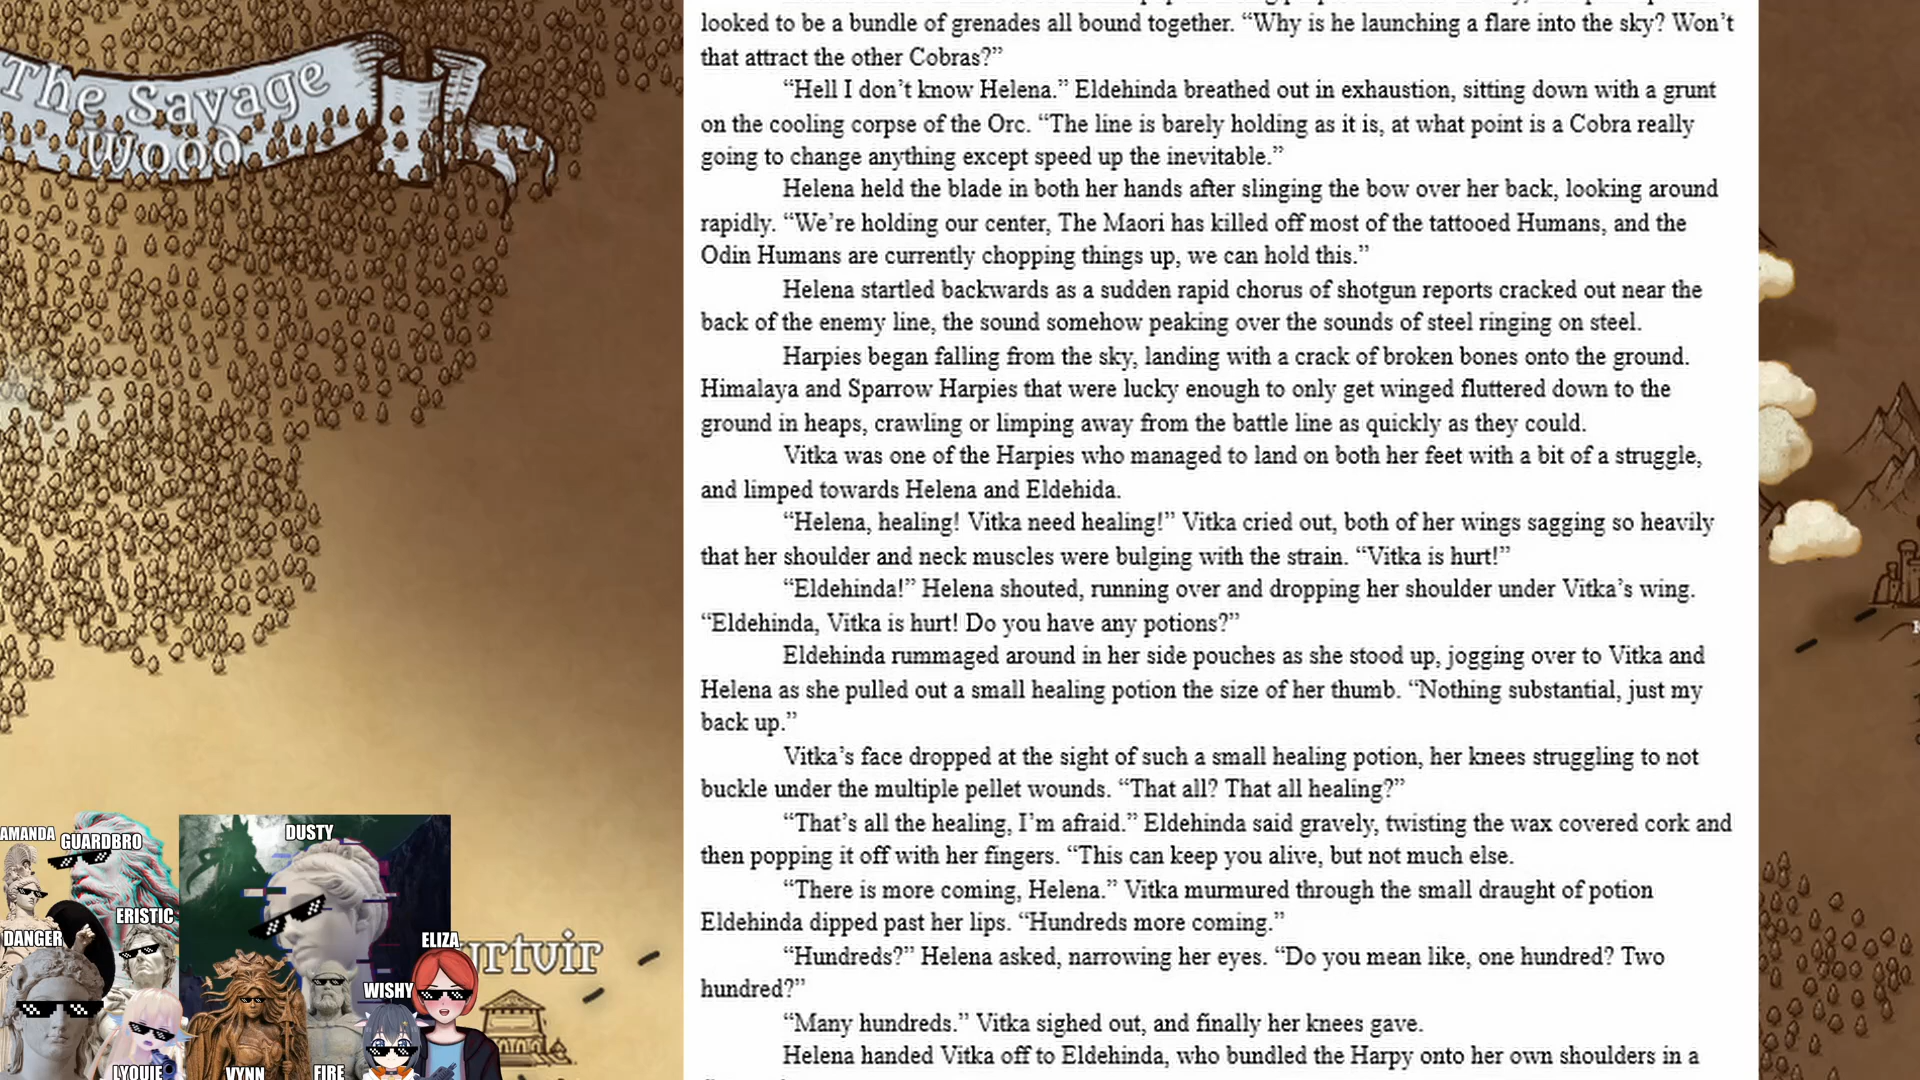 looked to be a bundle of grenades all bound together. “Why is he launching a flare into the sky? Won’t
that attract the other Cobras?”
“Hell I don’t know Helena.” Eldehinda breathed out in exhaustion, sitting down with a grunt
on the cooling corpse of the Orc. “The line is barely holding as it is, at what point is a Cobra really
going to change anything except speed up the inevitable.”
Helena held the blade in both her hands after slinging the bow over her back, looking around
rapidly. “We’re holding our center, The Maori has killed off most of the tattooed Humans, and the
Odin Humans are currently chopping things up, we can hold this.”
Helena startled backwards as a sudden rapid chorus of shotgun reports cracked out near the
back of the enemy line, the sound somehow peaking over the sounds of steel ringing on steel.
Harpies began falling from the sky, landing with a crack of broken bones onto the ground.
Himalaya and Sparrow Harpies that were lucky enough to only get winged fluttered down to the
ground in heaps, crawling or limping away from the battle line as quickly as they could.
Vitka was one of the Harpies who managed to land on both her feet with a bit of a struggle,
and limped towards Helena and Eldehida.
“Helena, healing! Vitka need healing!” Vitka cried out, both of her wings sagging so heavily
that her shoulder and neck muscles were bulging with the strain. “Vitka is hurt!”
“Eldehinda!” Helena shouted, running over and dropping her shoulder under Vitka’s wing.
“Eldehinda, Vitka is hurt! Do you have any potions?”
Eldehinda rummaged around in her side pouches as she stood up, jogging over to Vitka and
Helena as she pulled out a small healing potion the size of her thumb. “Nothing substantial, just my
back up.”
Vitka’s face dropped at the sight of such a small healing potion, her knees struggling to not
buckle under the multiple pellet wounds. “That all? That all healing?”
“That’s all the healing, I’m afraid.” Eldehinda said gravely, twisting the wax covered cork and
then popping it off with her fingers. “This can keep you alive, but not much else.
“There is more coming, Helena.” Vitka murmured through the small draught of potion
Eldehinda dipped past her lips. “Hundreds more coming.”
“Hundreds?” Helena asked, narrowing her eyes. “Do you mean like, one hundred? Two
hundred?”
“Many hundreds.” Vitka sighed out, and finally her knees gave.
Helena handed Vitka off to Eldehinda, who bundled the Harpy onto her own shoulders in a
The Savage
Wood
AMANDA
GUARDBRO
DUSTY
ERISTIC
DANGER
ELIZA
WISHY
LYQUIE
VYNN
FIRE
urtvir